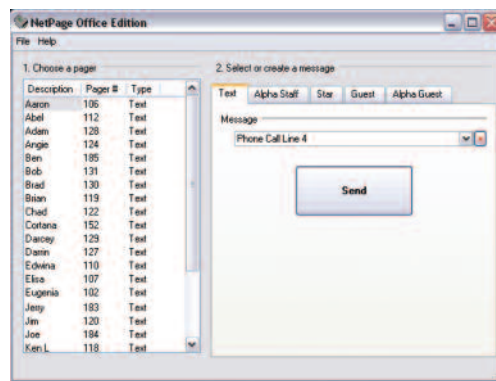 NetPage Office Edition
File Help
1. Choose a pager
Description Pager # Type
Aaron 106 Text
Abel 112 Text
Adam 128 Text
Angie 124 Text
Ben 185 Text
Bob 131 Text
Brad 130 Text
Brian 119 Text
Chad 122 Text
Cortana 152 Text
Darcey 129 Text
Darrin 127 Text
Edwina 110 Text
Elisa 107 Text
Eugenia 102 Text
Jerry 183 Text
Jim 120 Text
Joe 184 Text
Ken L 118 Text
2. Select or create a message
Text Alpha Staff Star Guest Alpha Guest
Message
Phone Call Line 4
Send